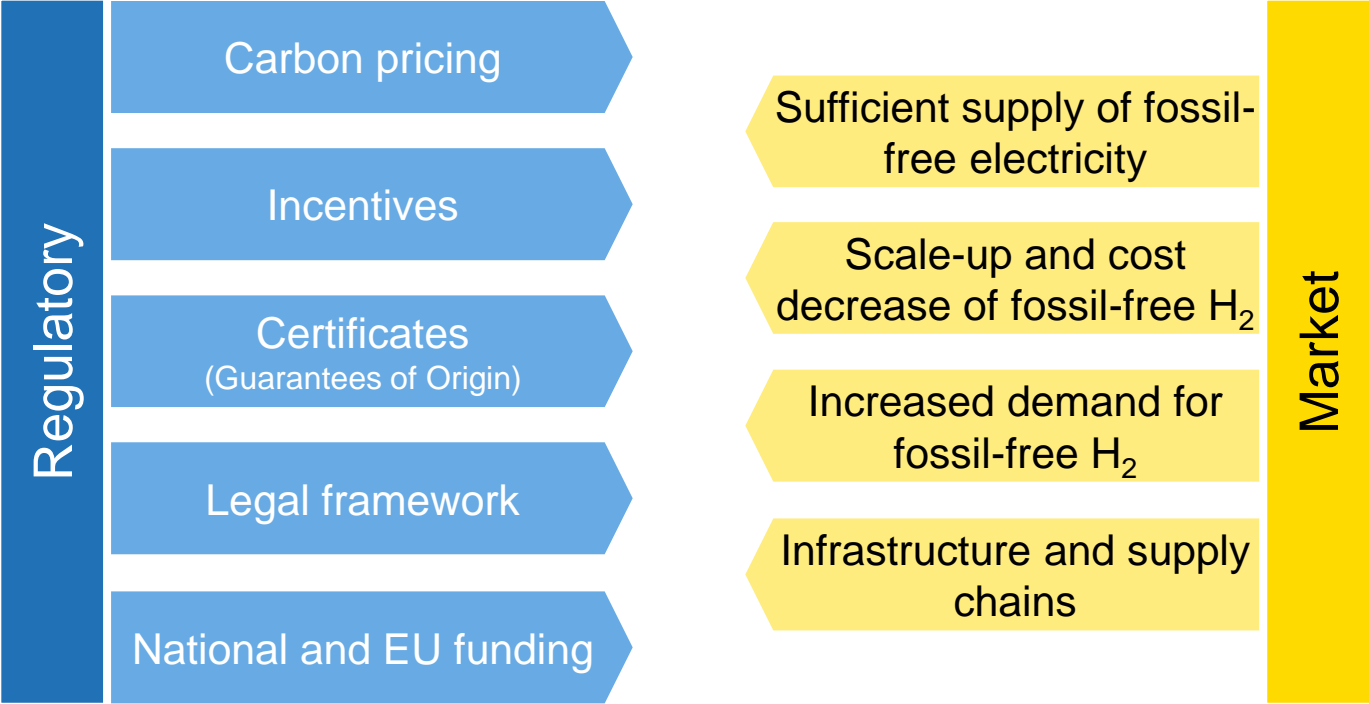 Regulatory
Carbon pricing
Incentives
Certificates
(Guarantees of Origin)
Legal framework
National and EU funding
Sufficient supply of fossil-
free electricity
Scale-up and cost
decrease of fossil-free H₂
Increased demand for
fossil-free H₂
Infrastructure and supply
chains
Market